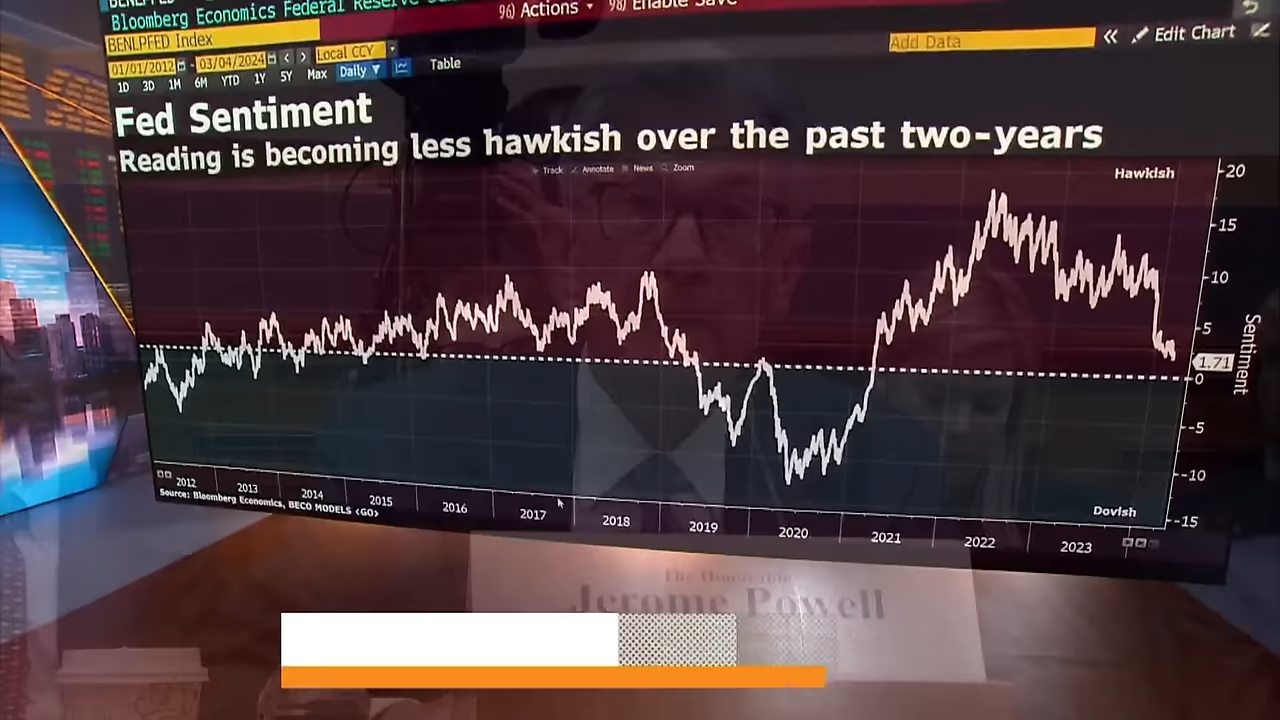 Bloomberg Economics Federal Reserve
96) Actions
98) Enable Save
BENLPFED Index
Add Data
Edit Chart
01/01/2012 - 03/04/2024
Local CCY
1D 3D 1M 6M YTD 1Y 5Y Max Daily Table
Fed Sentiment
Reading is becoming less hawkish over the past two-years
Track Annotate News Zoom
Hawkish
20
15
10
5
1.71
0
-5
-10
-15
Sentiment
Dovish
2012 2013 2014 2015 2016 2017 2018 2019 2020 2021 2022 2023
Source: Bloomberg Economics, BECO MODELS <GO>
The Honorable
Jerome Powell